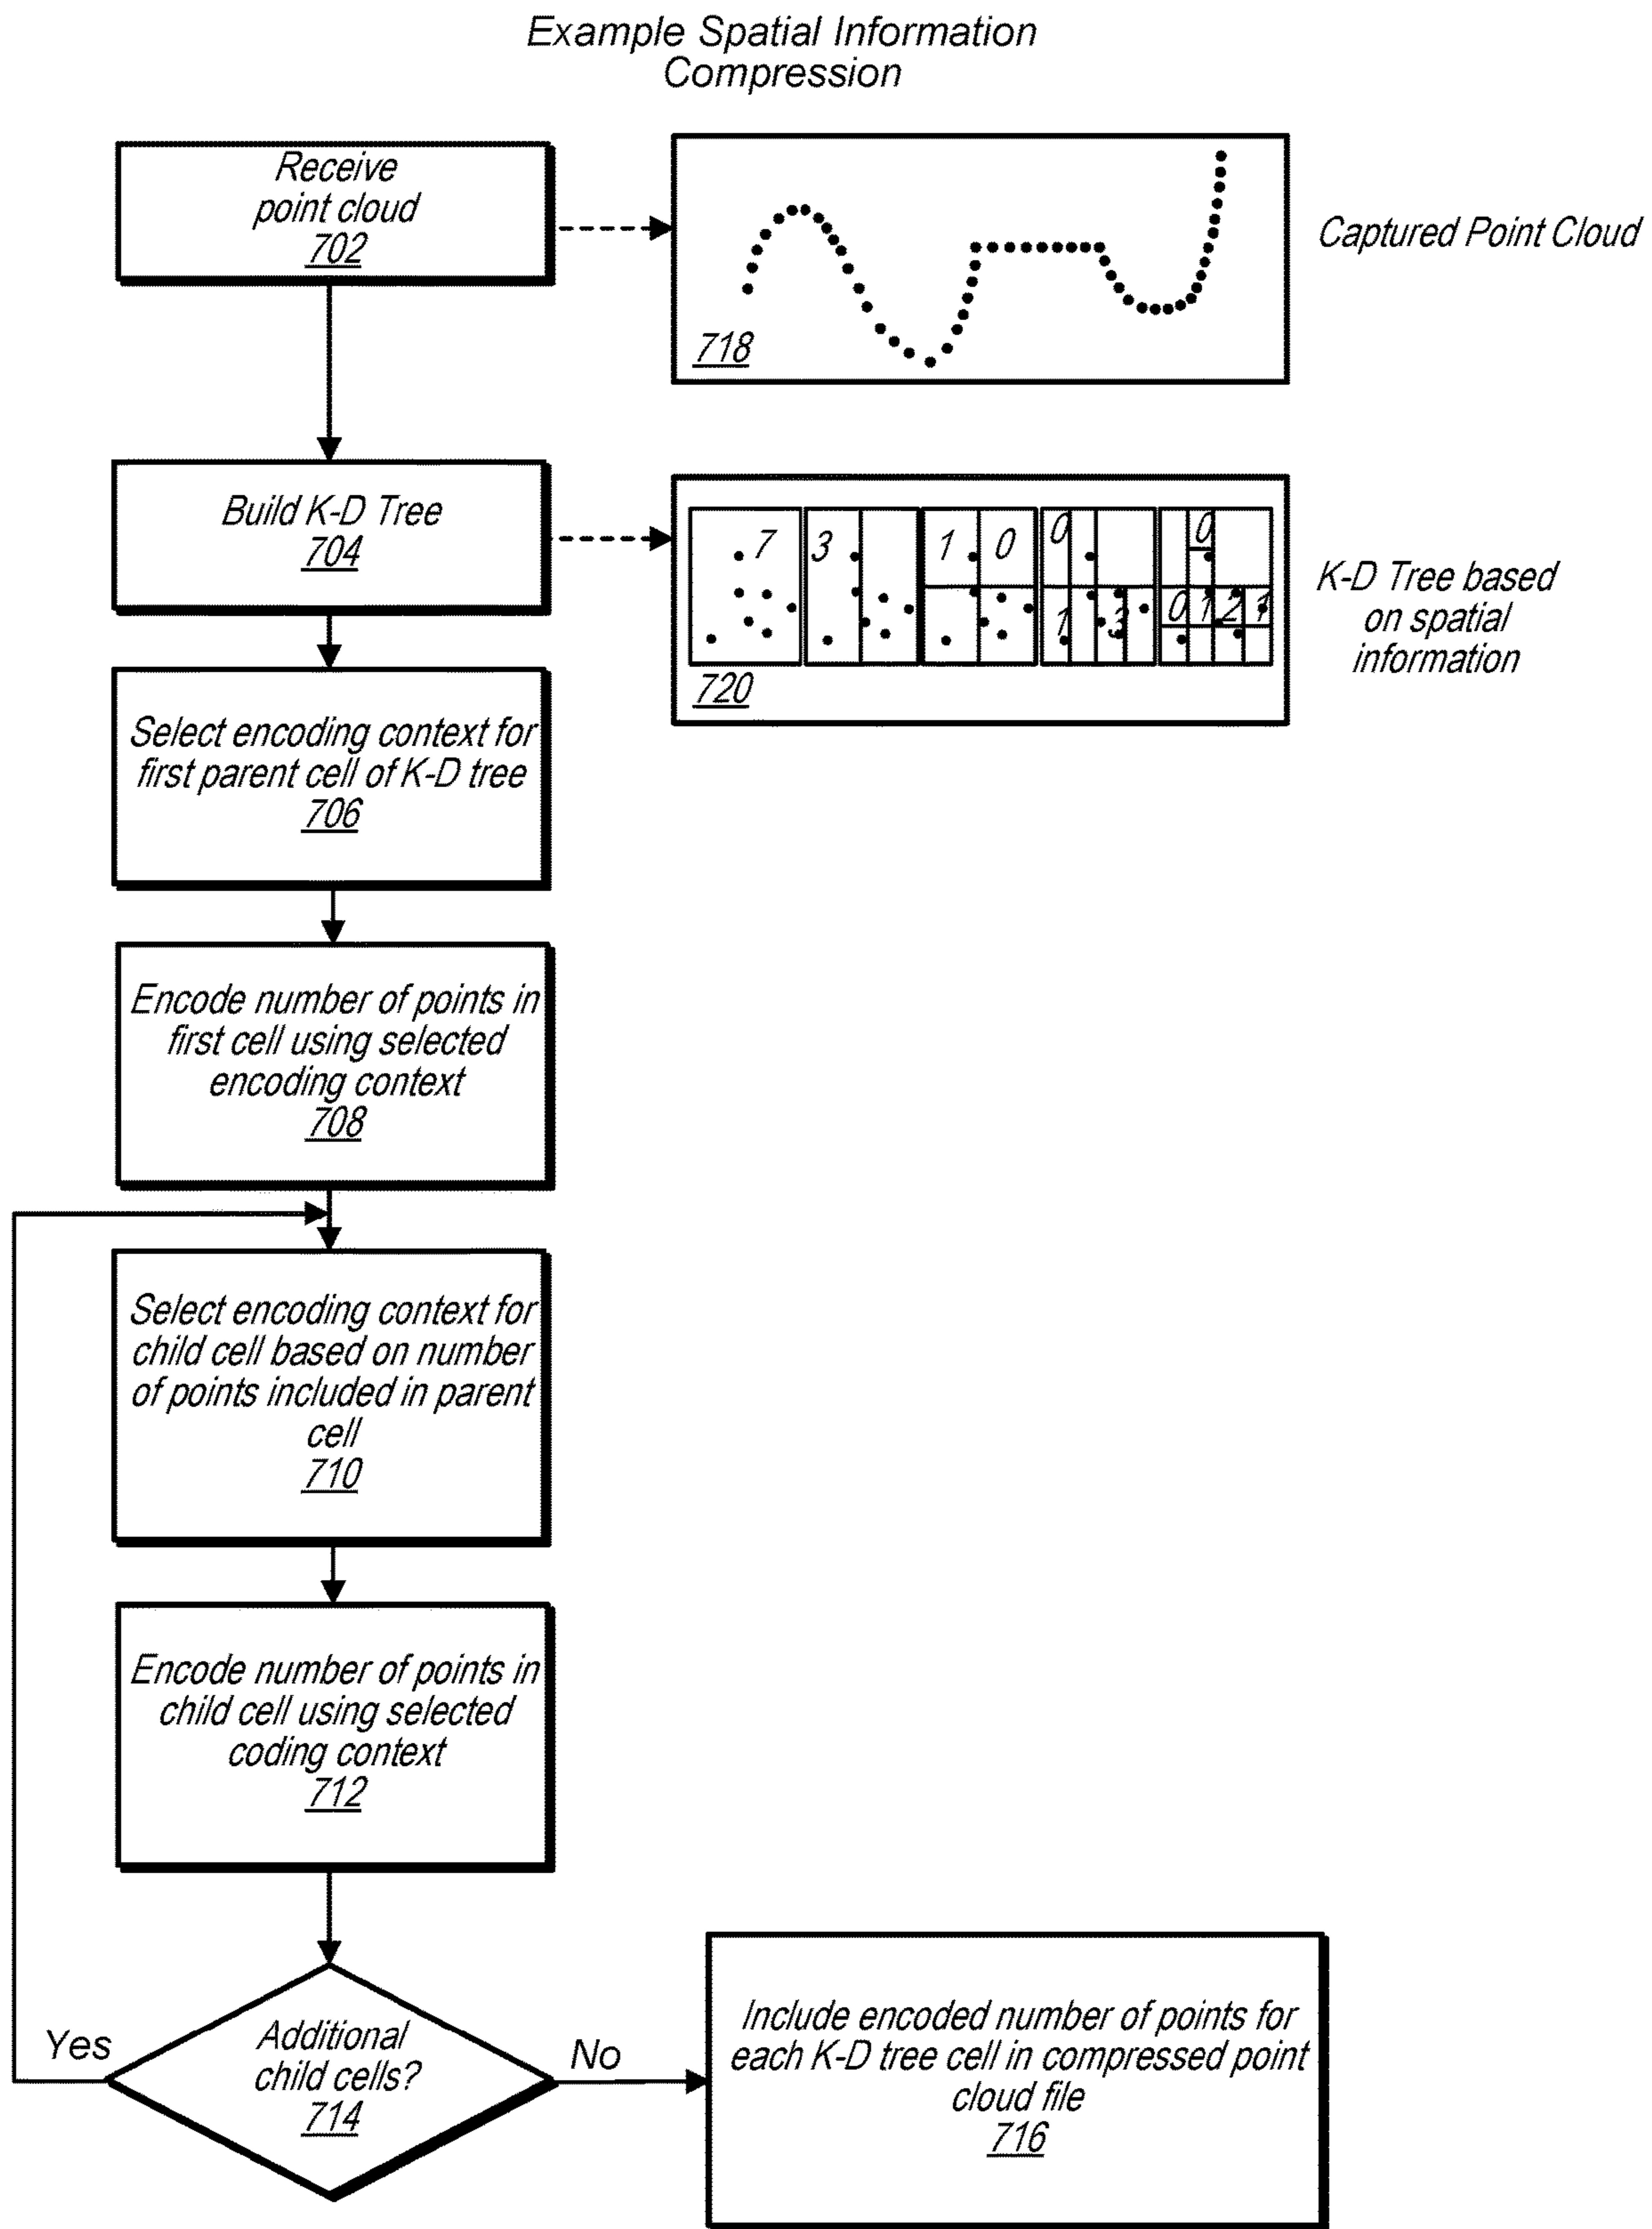 Example Spatial Information
Compression
Receive
point cloud
702
718
Captured Point Cloud
Build K-D Tree
704
7 3 1 0 0 0
1 3 0 1 2 1
720
K-D Tree based
on spatial
information
Select encoding context for
first parent cell of K-D tree
706
Encode number of points in
first cell using selected
encoding context
708
Select encoding context for
child cell based on number
of points included in parent
cell
710
Encode number of points in
child cell using selected
coding context
712
Yes
Additional
child cells?
714
No
Include encoded number of points for
each K-D tree cell in compressed point
cloud file
716